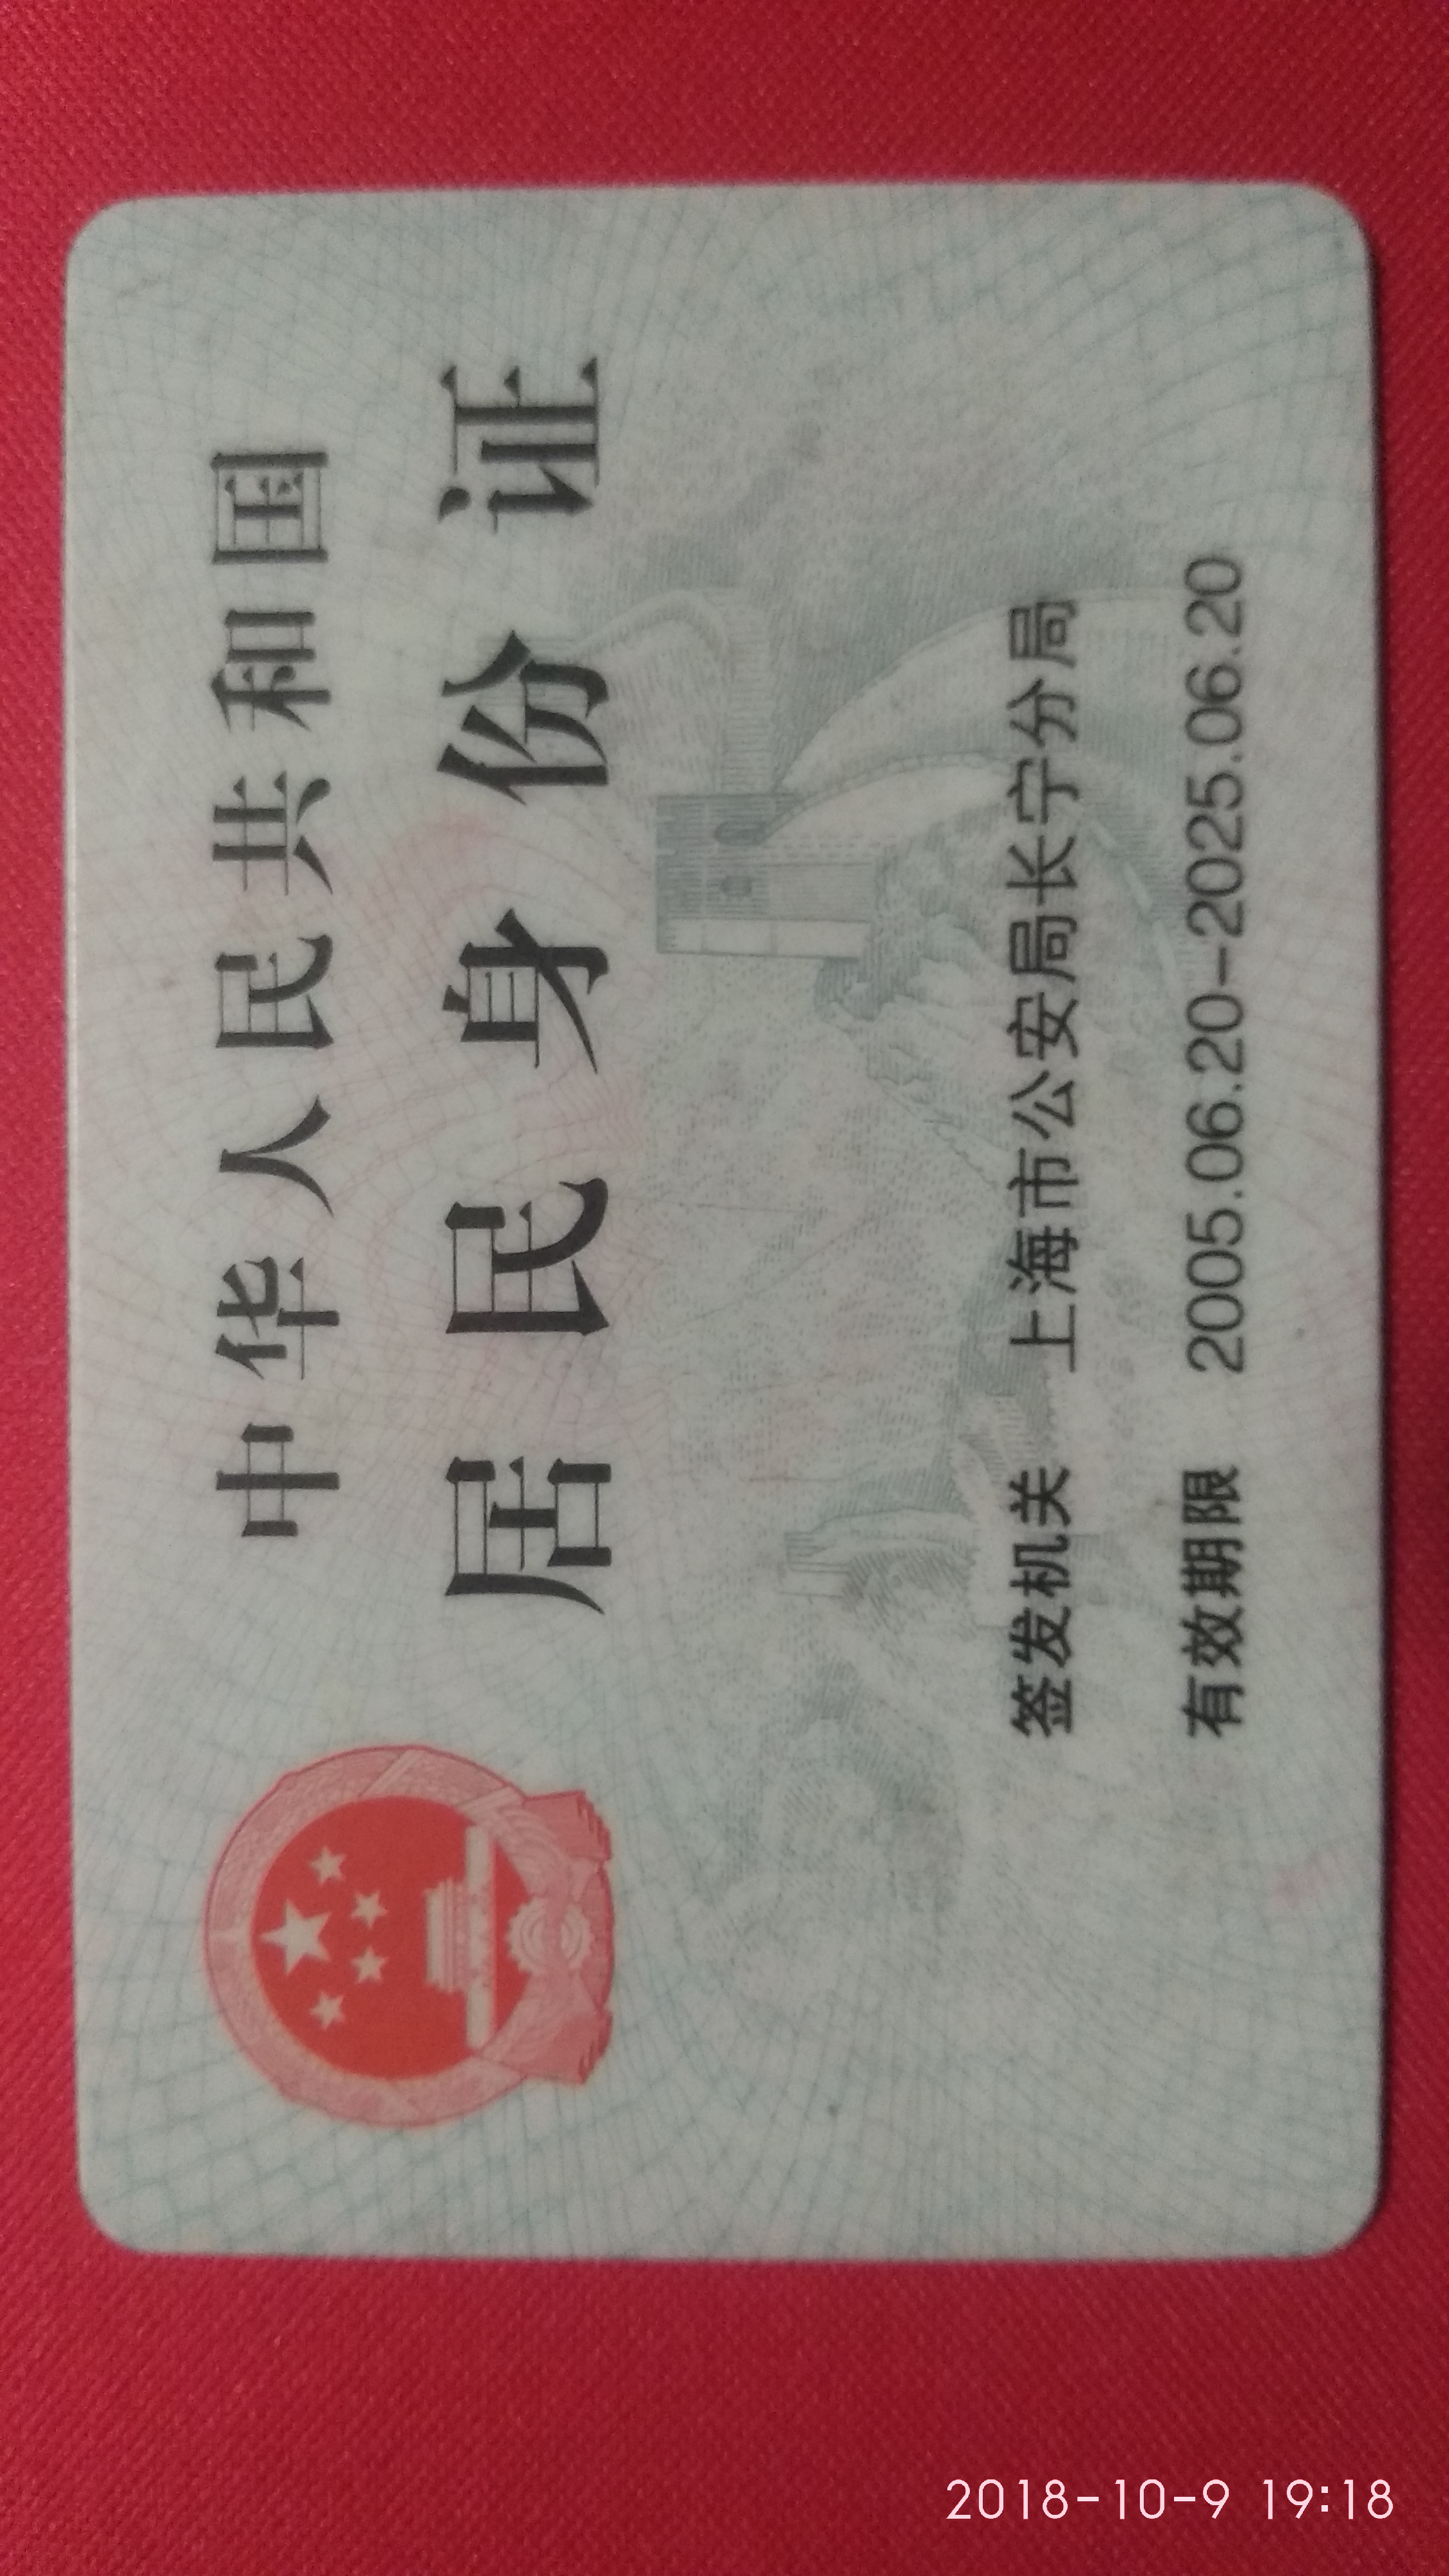 中华人民共和国
居民身份证
签发机关 上海市公安局长宁分局
有效期限 2005.06.20-2025.06.20
2018-10-9 19:18